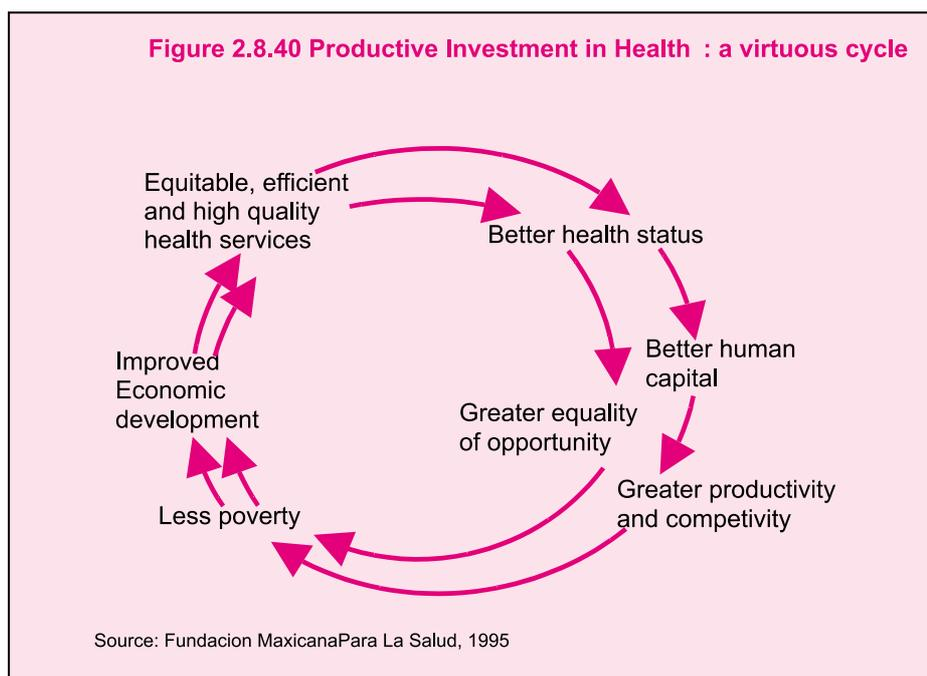 Figure 2.8.40 Productive Investment in Health : a virtuous cycle
Equitable, efficient
and high quality
health services
Better health status
Better human
capital
Greater equality
of opportunity
Greater productivity
and competivity
Less poverty
Improved
Economic
development
Source: Fundacion MaxicanaPara La Salud, 1995